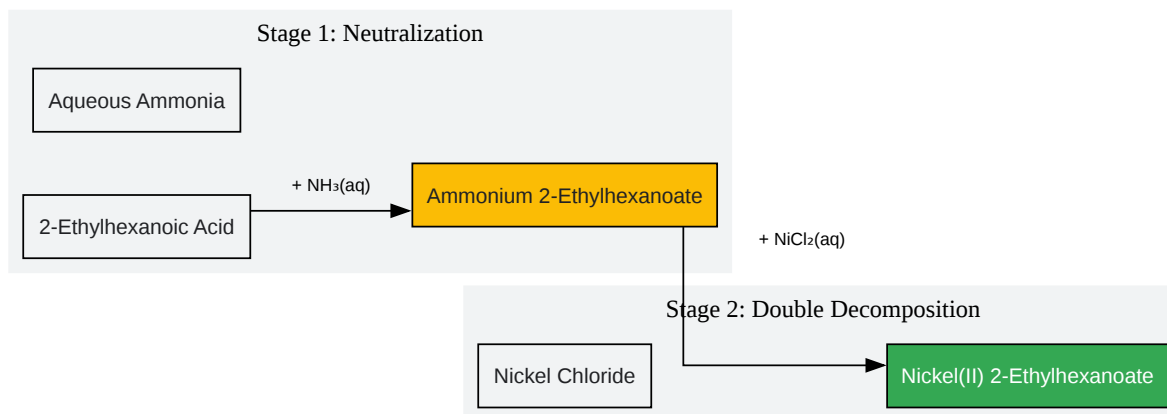 Stage 1: Neutralization
Aqueous Ammonia
+ NH₃(aq)
Ammonium 2-Ethylhexanoate
2-Ethylhexanoic Acid
+ NiCl₂(aq)
Stage 2: Double Decomposition
Nickel Chloride
Nickel(II) 2-Ethylhexanoate